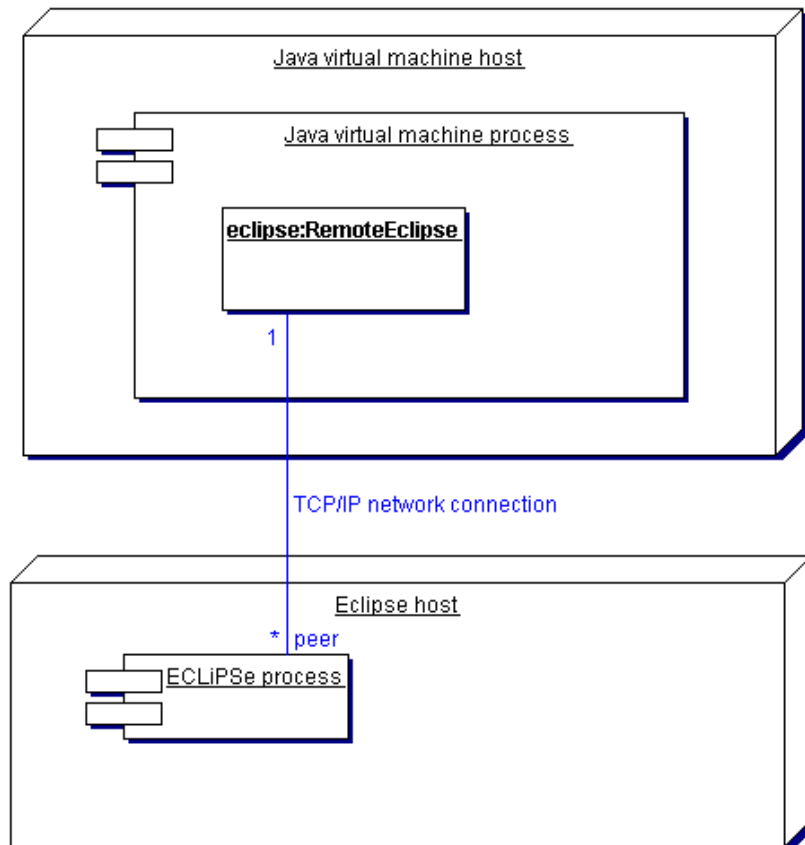 Java virtual machine host
Java virtual machine process
eclipse:RemoteEclipse
1
TCP/IP network connection
Eclipse host
* peer
ECLiPSe process